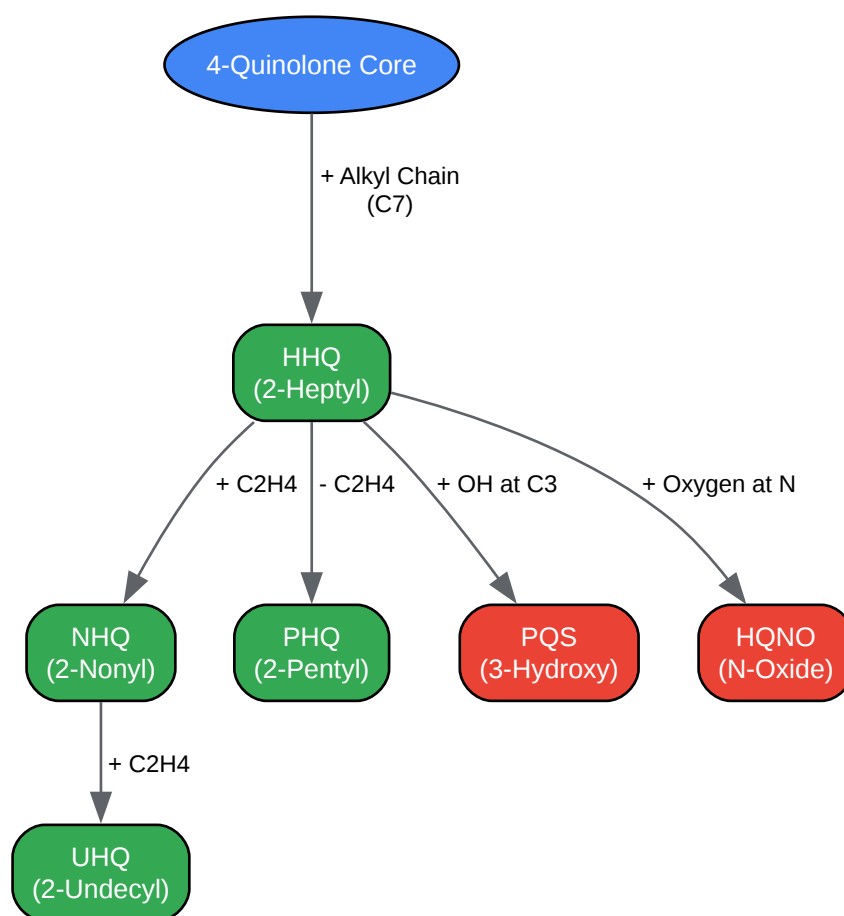 4-Quinolone Core
+ Alkyl Chain
(C7)
HHQ
(2-Heptyl)
+ C2H4
- C2H4
+ OH at C3
+ Oxygen at N
NHQ
(2-Nonyl)
PHQ
(2-Pentyl)
PQS
(3-Hydroxy)
HQNO
(N-Oxide)
+ C2H4
UHQ
(2-Undecyl)